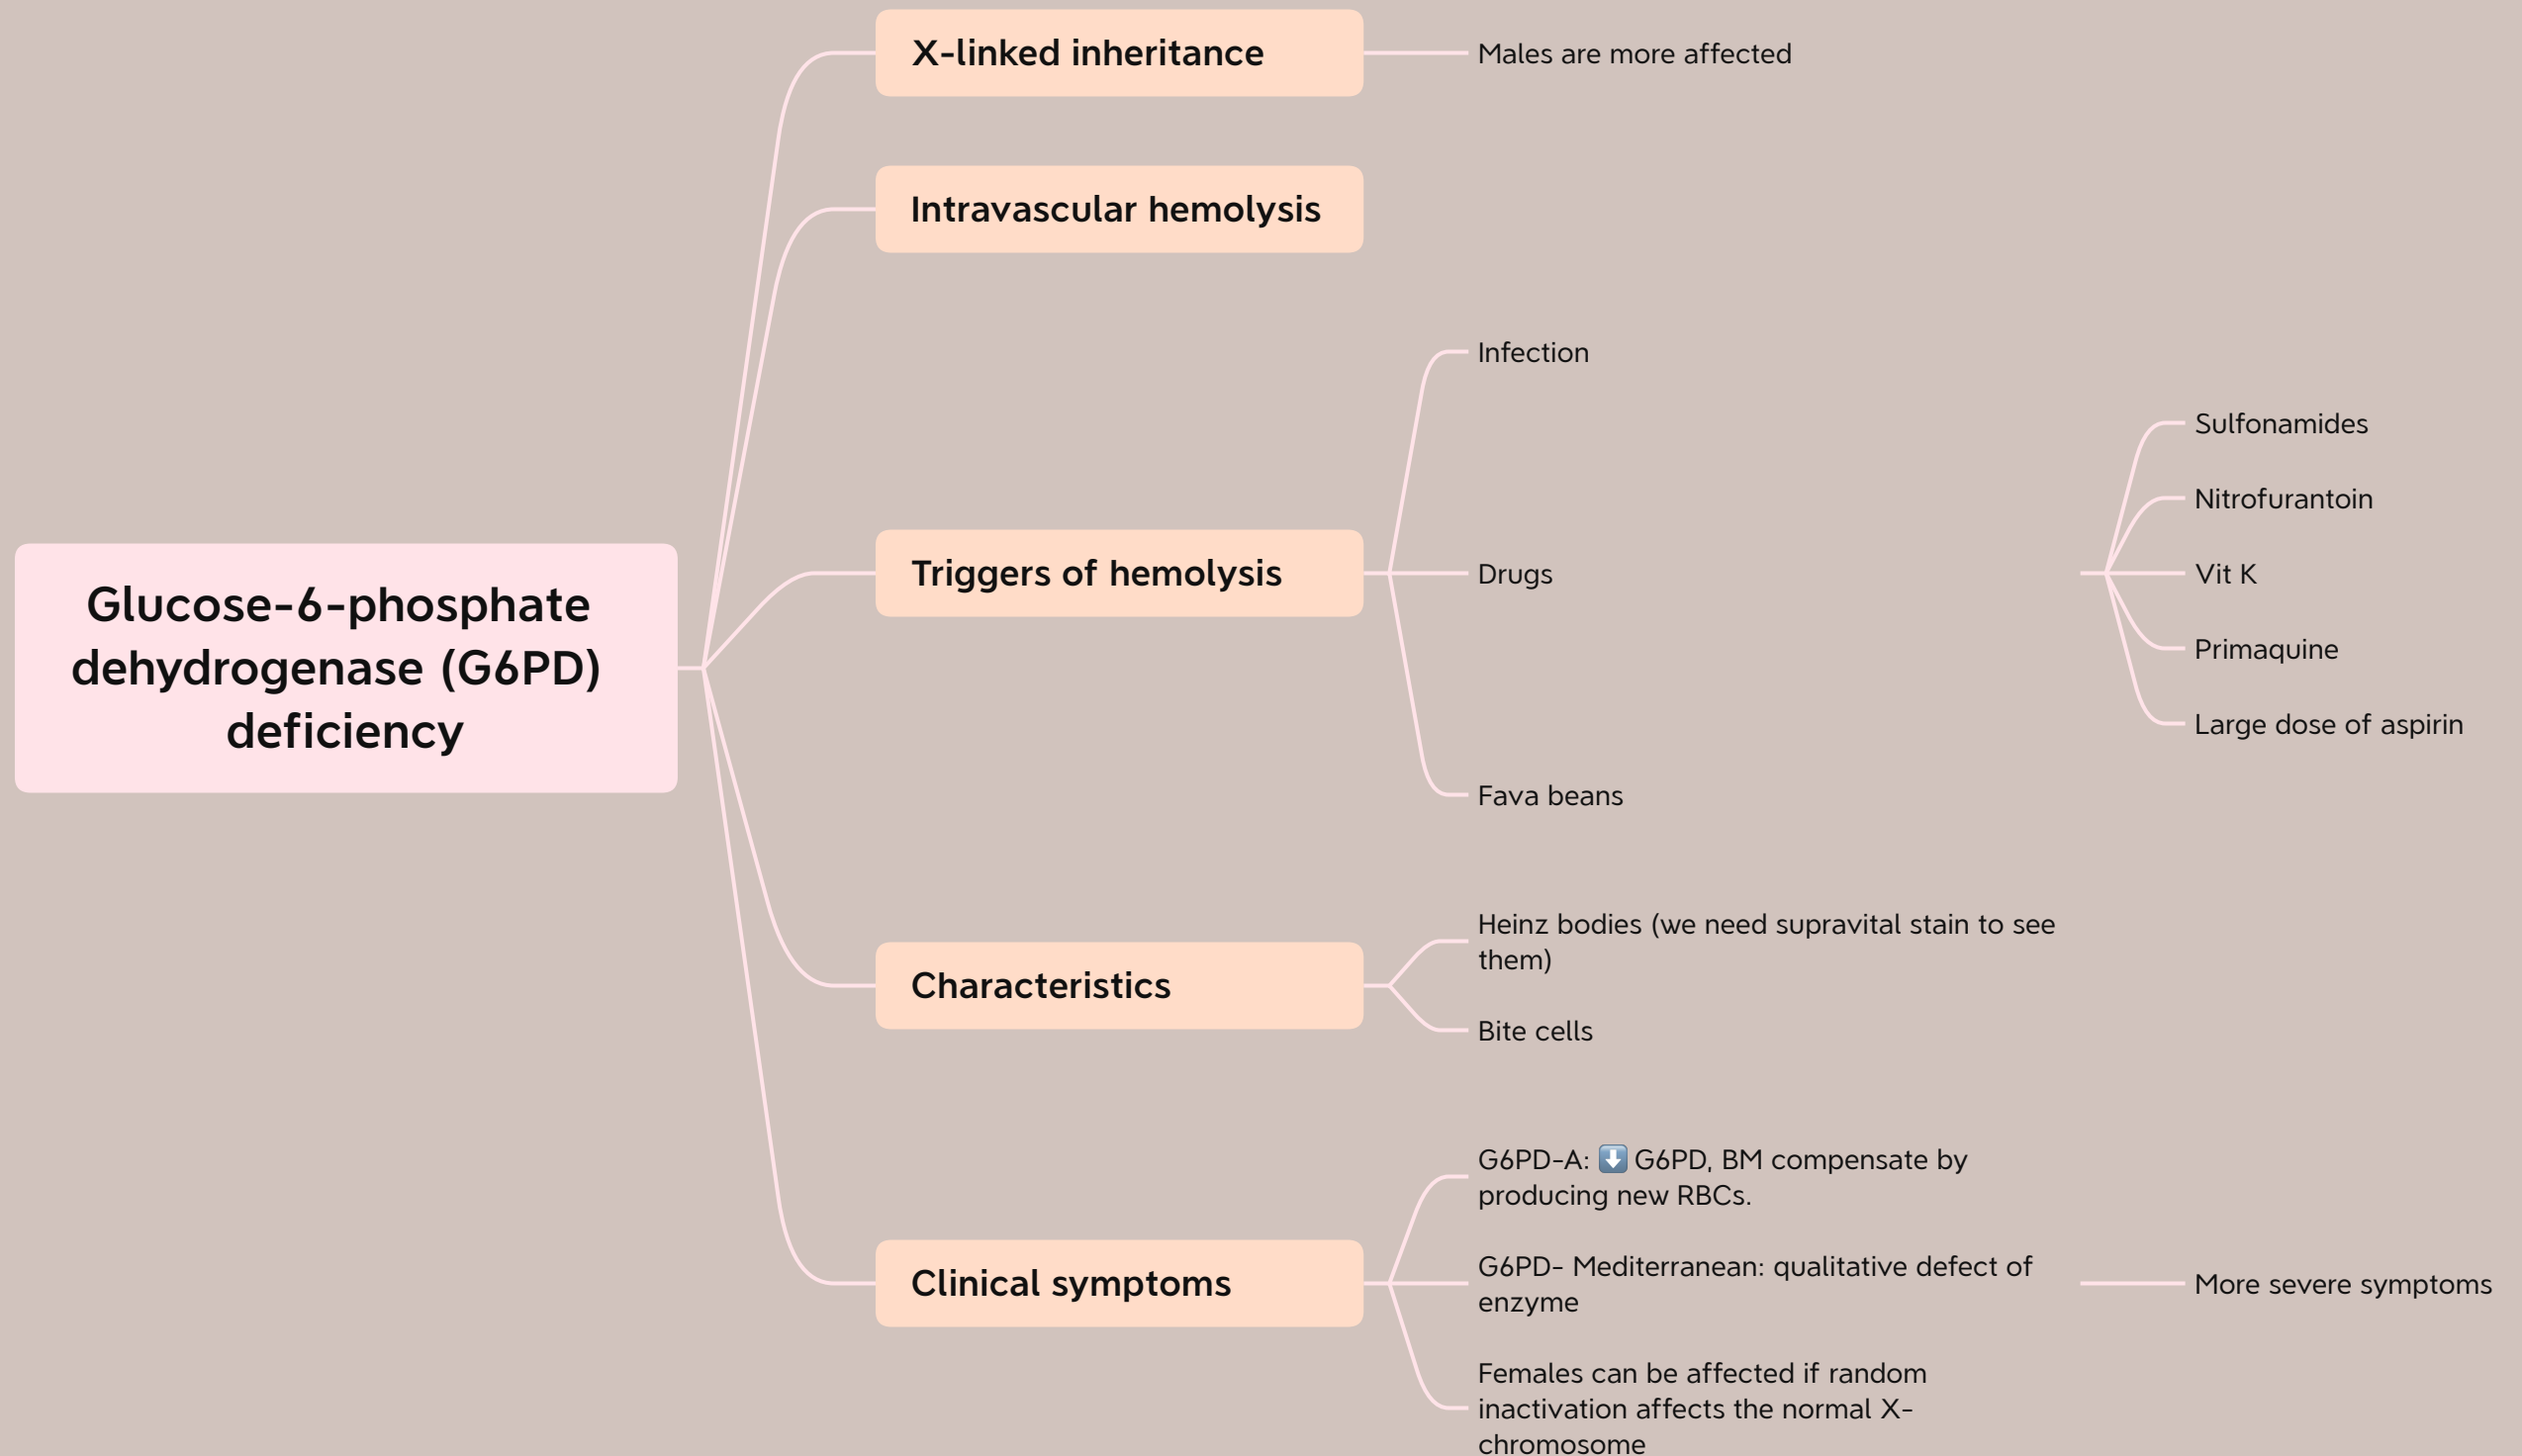 Glucose-6-phosphate
dehydrogenase (G6PD)
deficiency
X-linked inheritance
Males are more affected
Intravascular hemolysis
Triggers of hemolysis
Infection
Drugs
Sulfonamides
Nitrofurantoin
Vit K
Primaquine
Large dose of aspirin
Fava beans
Characteristics
Heinz bodies (we need supravital stain to see
them)
Bite cells
Clinical symptoms
G6PD-A: ⬇️ G6PD, BM compensate by
producing new RBCs.
G6PD- Mediterranean: qualitative defect of
enzyme
More severe symptoms
Females can be affected if random
inactivation affects the normal X-
chromosome